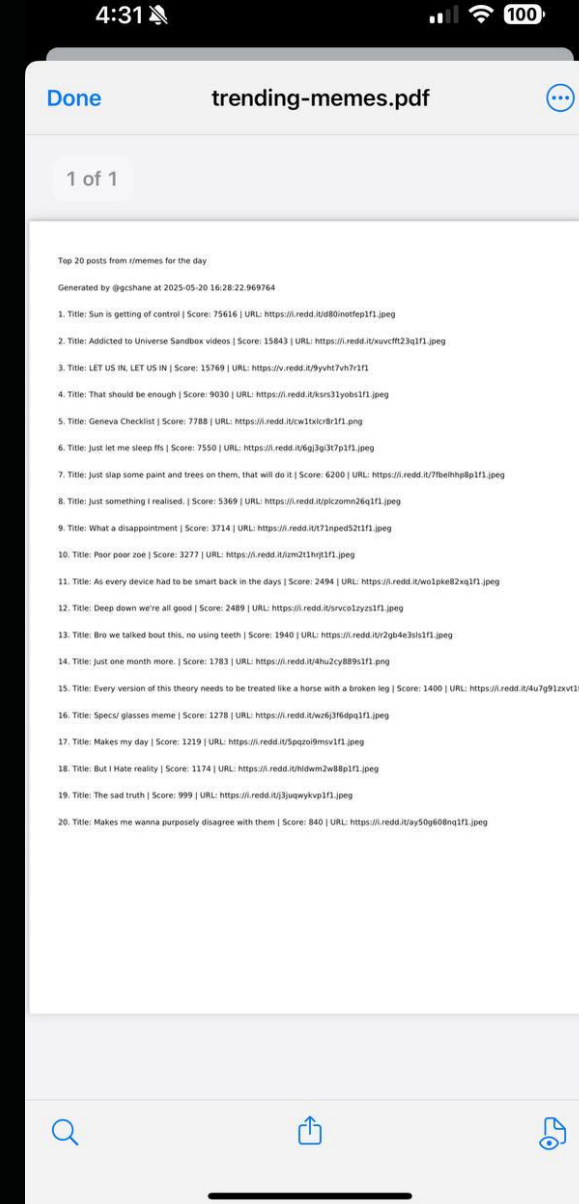 4:31
100
Done
trending-memes.pdf
1 of 1
Top 20 posts from r/memes for the day
Generated by @gcshane at 2025-05-20 16:28:22.969764
1. Title: Sun is getting of control | Score: 75616 | URL: https://i.redd.it/d80inotfep1f1.jpeg
2. Title: Addicted to Universe Sandbox videos | Score: 15843 | URL: https://i.redd.it/xuvcfft23q1f1.jpeg
3. Title: LET US IN, LET US IN | Score: 15769 | URL: https://v.redd.it/9yvht7vh7r1f1
4. Title: That should be enough | Score: 9030 | URL: https://i.redd.it/ksrs31yobs1f1.jpeg
5. Title: Geneva Checklist | Score: 7788 | URL: https://i.redd.it/cw1txlcr8r1f1.png
6. Title: Just let me sleep ffs | Score: 7550 | URL: https://i.redd.it/6gj3gi3t7p1f1.jpeg
7. Title: Just slap some paint and trees on them, that will do it | Score: 6200 | URL: https://i.redd.it/7fbelhhp8p1f1.jpeg
8. Title: Just something I realised. | Score: 5369 | URL: https://i.redd.it/plczomn26q1f1.jpeg
9. Title: What a disappointment | Score: 3714 | URL: https://i.redd.it/t71nped52t1f1.jpeg
10. Title: Poor poor zoe | Score: 3277 | URL: https://i.redd.it/izm2t1hrjt1f1.jpeg
11. Title: As every device had to be smart back in the days | Score: 2494 | URL: https://i.redd.it/wo1pke82xq1f1.jpeg
12. Title: Deep down we're all good | Score: 2489 | URL: https://i.redd.it/srvco1zyzs1f1.jpeg
13. Title: Bro we talked bout this, no using teeth | Score: 1940 | URL: https://i.redd.it/r2gb4e3sls1f1.jpeg
14. Title: Just one month more. | Score: 1783 | URL: https://i.redd.it/4hu2cy889s1f1.png
15. Title: Every version of this theory needs to be treated like a horse with a broken leg | Score: 1400 | URL: https://i.redd.it/4u7g91zxvt1f
16. Title: Specs/ glasses meme | Score: 1278 | URL: https://i.redd.it/wz6j3f6dpq1f1.jpeg
17. Title: Makes my day | Score: 1219 | URL: https://i.redd.it/5pqzoi9msv1f1.jpeg
18. Title: But I Hate reality | Score: 1174 | URL: https://i.redd.it/hldwm2w88p1f1.jpeg
19. Title: The sad truth | Score: 999 | URL: https://i.redd.it/j3juqwykvp1f1.jpeg
20. Title: Makes me wanna purposely disagree with them | Score: 840 | URL: https://i.redd.it/ay50g608nq1f1.jpeg